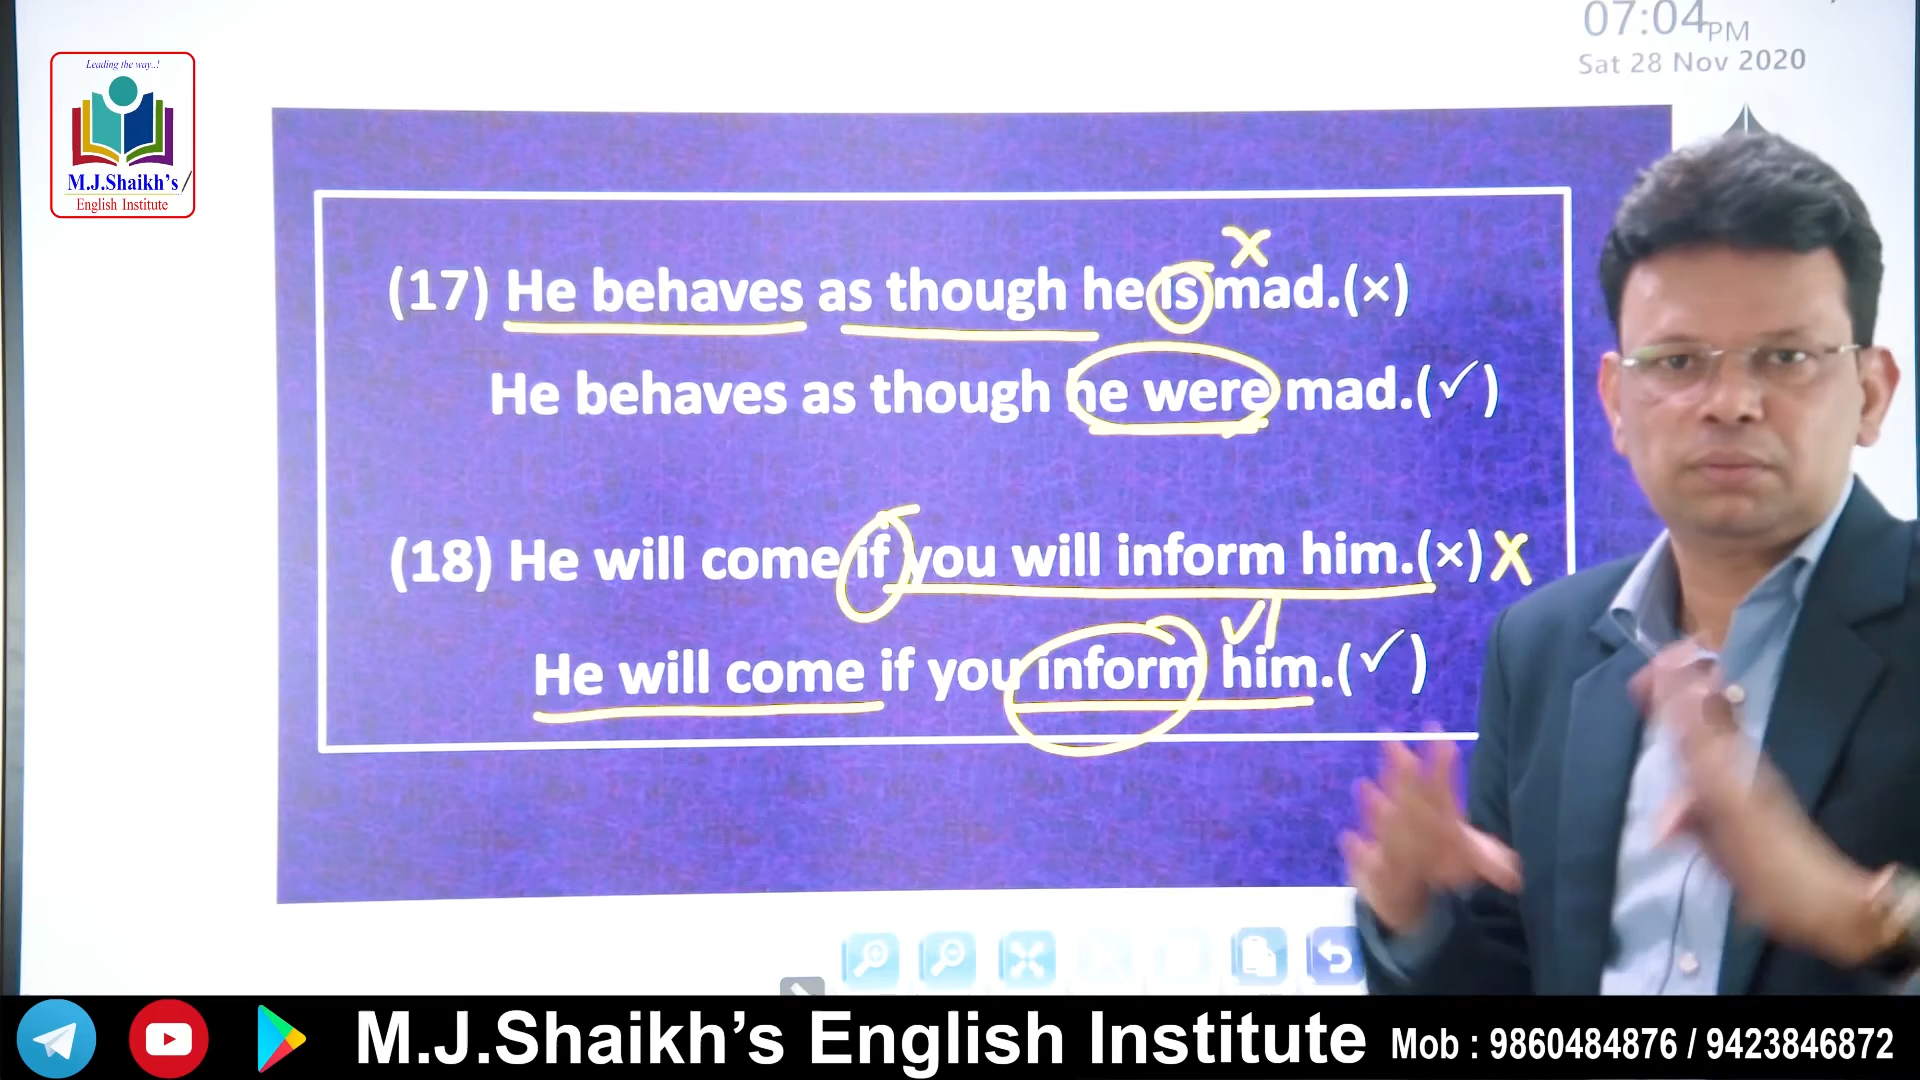 07:04PM
Sat 28 Nov 2020
Leading the way..!
M.J.Shaikh's
English Institute
x
(17) He behaves as though he is mad.(×)
He behaves as though he were mad.(✓)
(18) He will come if you will inform him.(×) X
✓
He will come if you inform him.(✓)
M.J.Shaikh's English Institute Mob : 9860484876 / 9423846872